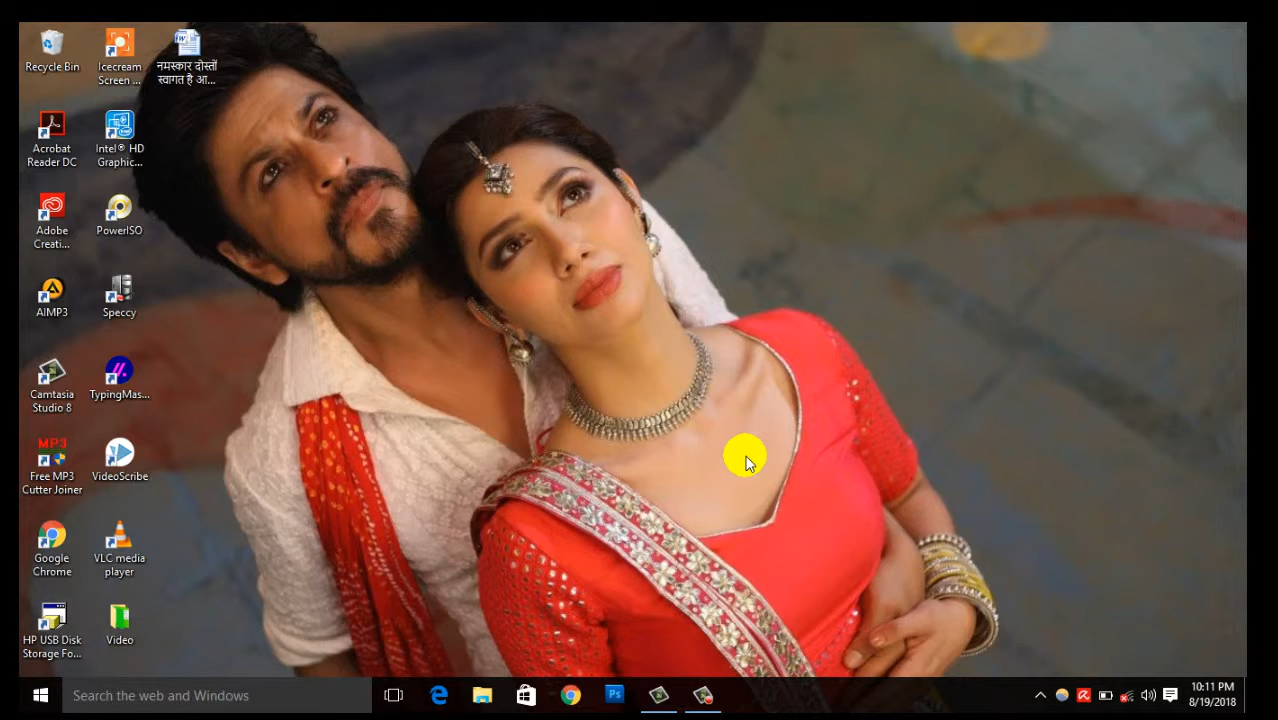 Recycle Bin
Icecream
Screen ...
नमस्कार दोस्तों
स्वागत है आ...
Acrobat
Reader DC
Intel® HD
Graphic...
Adobe
Creati...
PowerISO
AIMP3
Speccy
Camtasia
Studio 8
TypingMas...
MP3
Free MP3
Cutter Joiner
VideoScribe
Google
Chrome
VLC media
player
HP USB Disk
Storage Fo...
Video
Search the web and Windows
Ps
10:11 PM
8/19/2018